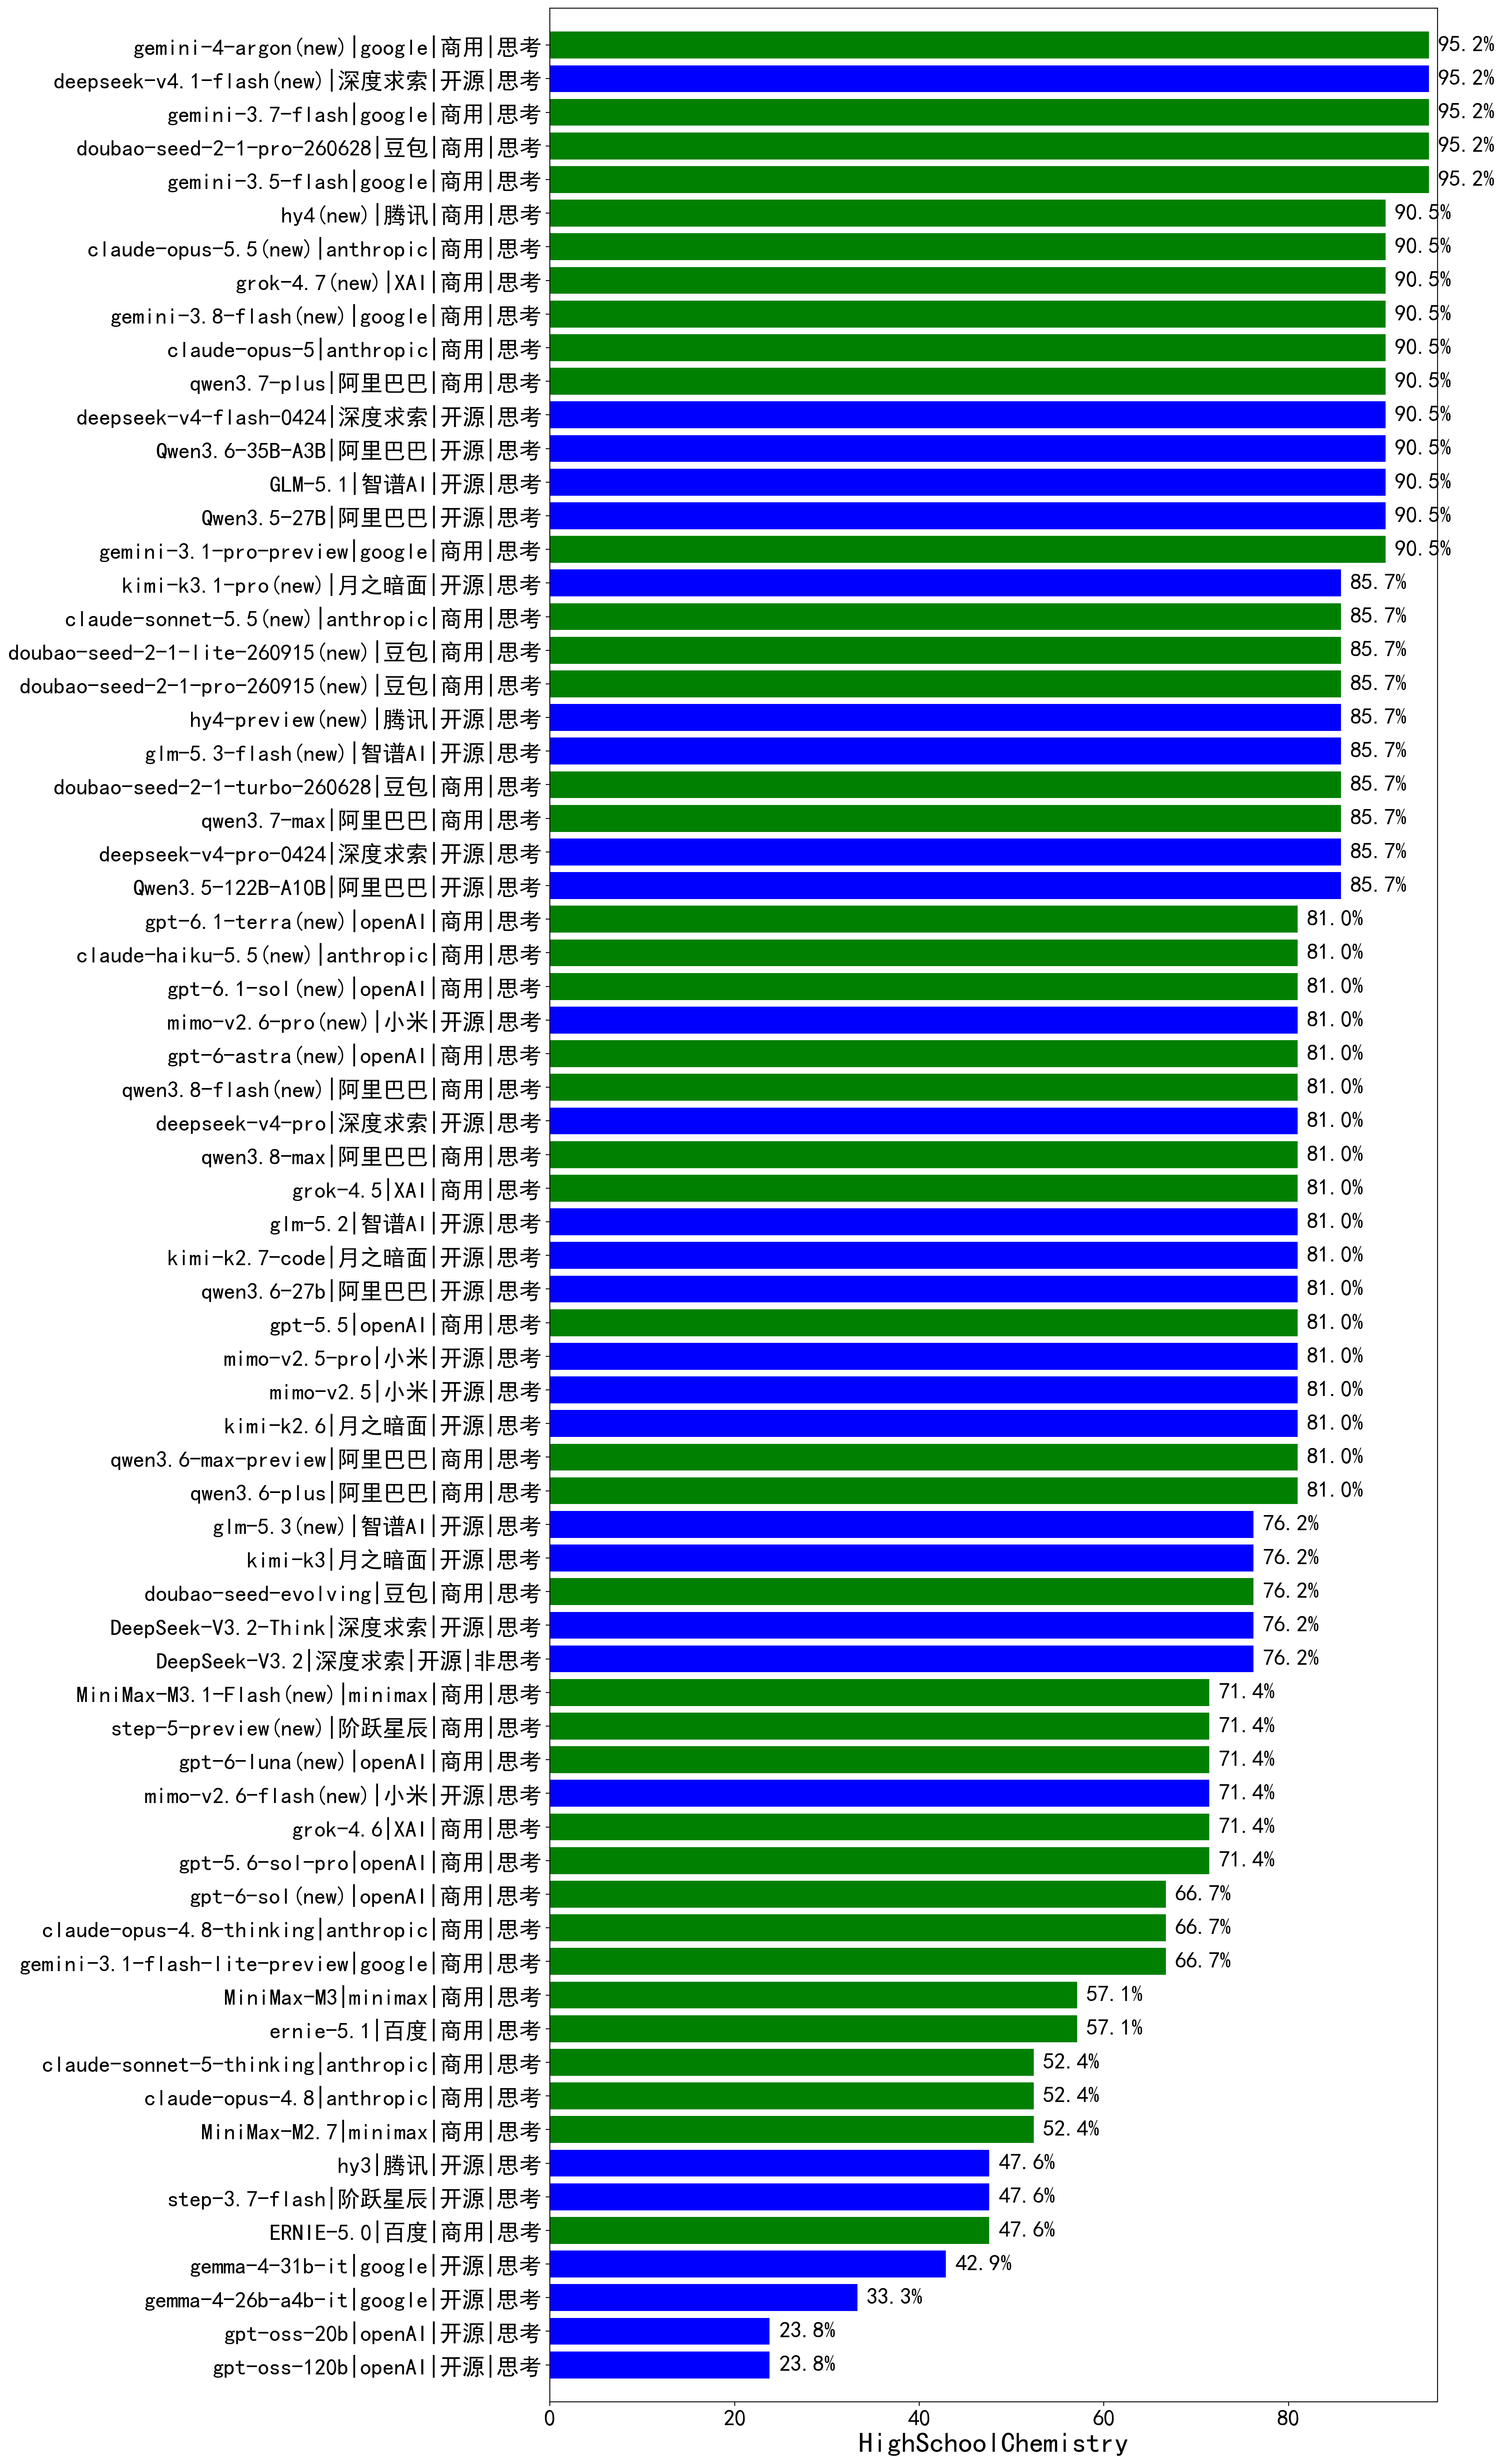 gemini-4-argon(new)|google|商用|思考 95.2%
deepseek-v4.1-flash(new)|深度求索|开源|思考 95.2%
gemini-3.7-flash|google|商用|思考 95.2%
doubao-seed-2-1-pro-260628|豆包|商用|思考 95.2%
gemini-3.5-flash|google|商用|思考 95.2%
hy4(new)|腾讯|商用|思考 90.5%
claude-opus-5.5(new)|anthropic|商用|思考 90.5%
grok-4.7(new)|XAI|商用|思考 90.5%
gemini-3.8-flash(new)|google|商用|思考 90.5%
claude-opus-5|anthropic|商用|思考 90.5%
qwen3.7-plus|阿里巴巴|商用|思考 90.5%
deepseek-v4-flash-0424|深度求索|开源|思考 90.5%
Qwen3.6-35B-A3B|阿里巴巴|开源|思考 90.5%
GLM-5.1|智谱AI|开源|思考 90.5%
Qwen3.5-27B|阿里巴巴|开源|思考 90.5%
gemini-3.1-pro-preview|google|商用|思考 90.5%
kimi-k3.1-pro(new)|月之暗面|开源|思考 85.7%
claude-sonnet-5.5(new)|anthropic|商用|思考 85.7%
doubao-seed-2-1-lite-260915(new)|豆包|商用|思考 85.7%
doubao-seed-2-1-pro-260915(new)|豆包|商用|思考 85.7%
hy4-preview(new)|腾讯|开源|思考 85.7%
glm-5.3-flash(new)|智谱AI|开源|思考 85.7%
doubao-seed-2-1-turbo-260628|豆包|商用|思考 85.7%
qwen3.7-max|阿里巴巴|商用|思考 85.7%
deepseek-v4-pro-0424|深度求索|开源|思考 85.7%
Qwen3.5-122B-A10B|阿里巴巴|开源|思考 85.7%
gpt-6.1-terra(new)|openAI|商用|思考 81.0%
claude-haiku-5.5(new)|anthropic|商用|思考 81.0%
gpt-6.1-sol(new)|openAI|商用|思考 81.0%
mimo-v2.6-pro(new)|小米|开源|思考 81.0%
gpt-6-astra(new)|openAI|商用|思考 81.0%
qwen3.8-flash(new)|阿里巴巴|商用|思考 81.0%
deepseek-v4-pro|深度求索|开源|思考 81.0%
qwen3.8-max|阿里巴巴|商用|思考 81.0%
grok-4.5|XAI|商用|思考 81.0%
glm-5.2|智谱AI|开源|思考 81.0%
kimi-k2.7-code|月之暗面|开源|思考 81.0%
qwen3.6-27b|阿里巴巴|开源|思考 81.0%
gpt-5.5|openAI|商用|思考 81.0%
mimo-v2.5-pro|小米|开源|思考 81.0%
mimo-v2.5|小米|开源|思考 81.0%
kimi-k2.6|月之暗面|开源|思考 81.0%
qwen3.6-max-preview|阿里巴巴|商用|思考 81.0%
qwen3.6-plus|阿里巴巴|商用|思考 81.0%
glm-5.3(new)|智谱AI|开源|思考 76.2%
kimi-k3|月之暗面|开源|思考 76.2%
doubao-seed-evolving|豆包|商用|思考 76.2%
DeepSeek-V3.2-Think|深度求索|开源|思考 76.2%
DeepSeek-V3.2|深度求索|开源|非思考 76.2%
MiniMax-M3.1-Flash(new)|minimax|商用|思考 71.4%
step-5-preview(new)|阶跃星辰|商用|思考 71.4%
gpt-6-luna(new)|openAI|商用|思考 71.4%
mimo-v2.6-flash(new)|小米|开源|思考 71.4%
grok-4.6|XAI|商用|思考 71.4%
gpt-5.6-sol-pro|openAI|商用|思考 71.4%
gpt-6-sol(new)|openAI|商用|思考 66.7%
claude-opus-4.8-thinking|anthropic|商用|思考 66.7%
gemini-3.1-flash-lite-preview|google|商用|思考 66.7%
MiniMax-M3|minimax|商用|思考 57.1%
ernie-5.1|百度|商用|思考 57.1%
claude-sonnet-5-thinking|anthropic|商用|思考 52.4%
claude-opus-4.8|anthropic|商用|思考 52.4%
MiniMax-M2.7|minimax|商用|思考 52.4%
hy3|腾讯|开源|思考 47.6%
step-3.7-flash|阶跃星辰|开源|思考 47.6%
ERNIE-5.0|百度|商用|思考 47.6%
gemma-4-31b-it|google|开源|思考 42.9%
gemma-4-26b-a4b-it|google|开源|思考 33.3%
gpt-oss-20b|openAI|开源|思考 23.8%
gpt-oss-120b|openAI|开源|思考 23.8%
0 20 40 60 80
HighSchoolChemistry